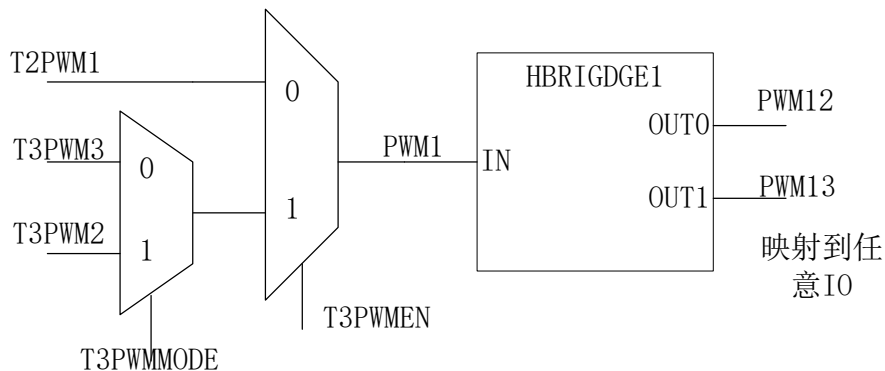 T2PWM1
0
HBRIGDGE1
PWM12
OUT0
T3PWM3
PWM1
IN
0
PWM13
OUT1
1
T3PWM2
1
映射到任
意IO
T3PWMEN
T3PWMMODE